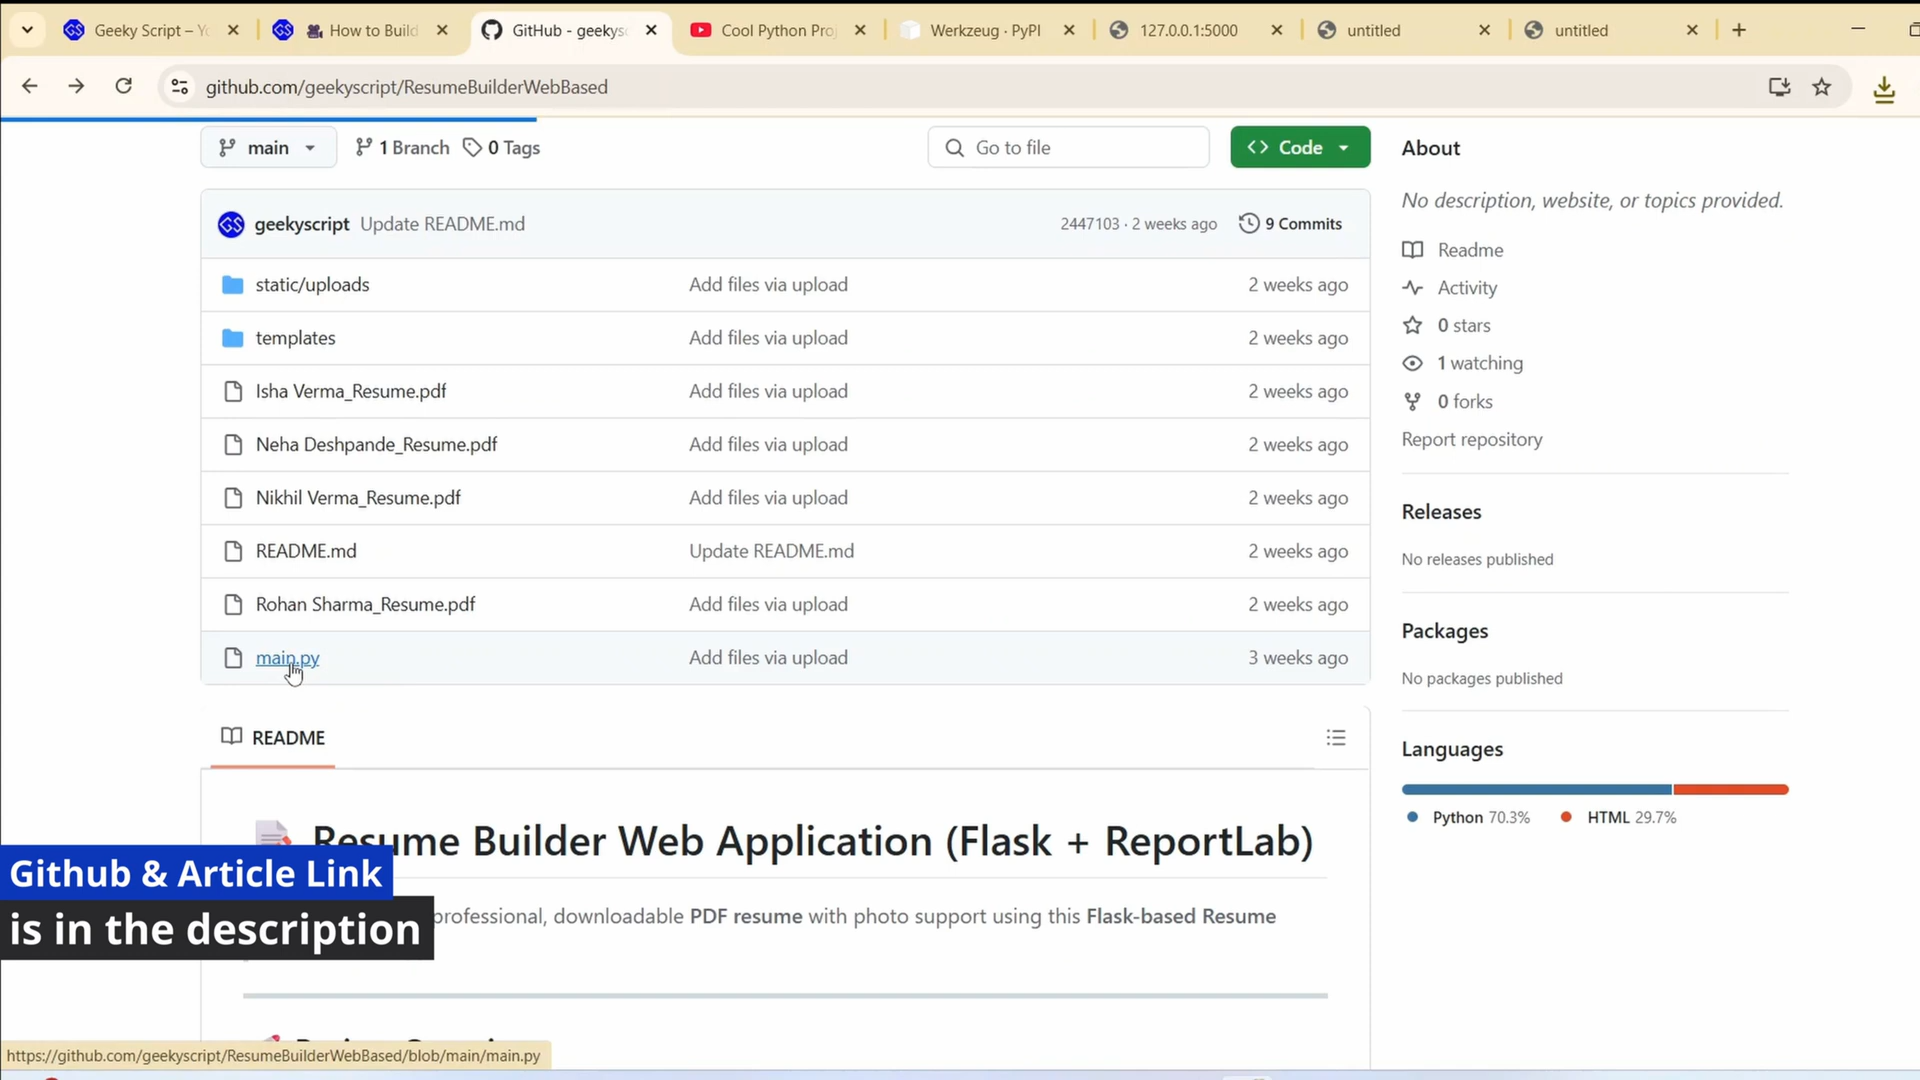 Geeky Script – Yo
How to Build
GitHub - geekysc
Cool Python Pro
Werkzeug · PyPI
127.0.0.1:5000
untitled
untitled
github.com/geekyscript/ResumeBuilderWebBased
main
1 Branch
0 Tags
Go to file
Code
geekyscript Update README.md
2447103 · 2 weeks ago
9 Commits
static/uploads Add files via upload 2 weeks ago
templates Add files via upload 2 weeks ago
Isha Verma_Resume.pdf Add files via upload 2 weeks ago
Neha Deshpande_Resume.pdf Add files via upload 2 weeks ago
Nikhil Verma_Resume.pdf Add files via upload 2 weeks ago
README.md Update README.md 2 weeks ago
Rohan Sharma_Resume.pdf Add files via upload 2 weeks ago
main.py Add files via upload 3 weeks ago
README
Resume Builder Web Application (Flask + ReportLab)
professional, downloadable PDF resume with photo support using this Flask-based Resume
About
No description, website, or topics provided.
Readme
Activity
0 stars
1 watching
0 forks
Report repository
Releases
No releases published
Packages
No packages published
Languages
Python 70.3%
HTML 29.7%
Github & Article Link
is in the description
https://github.com/geekyscript/ResumeBuilderWebBased/blob/main/main.py